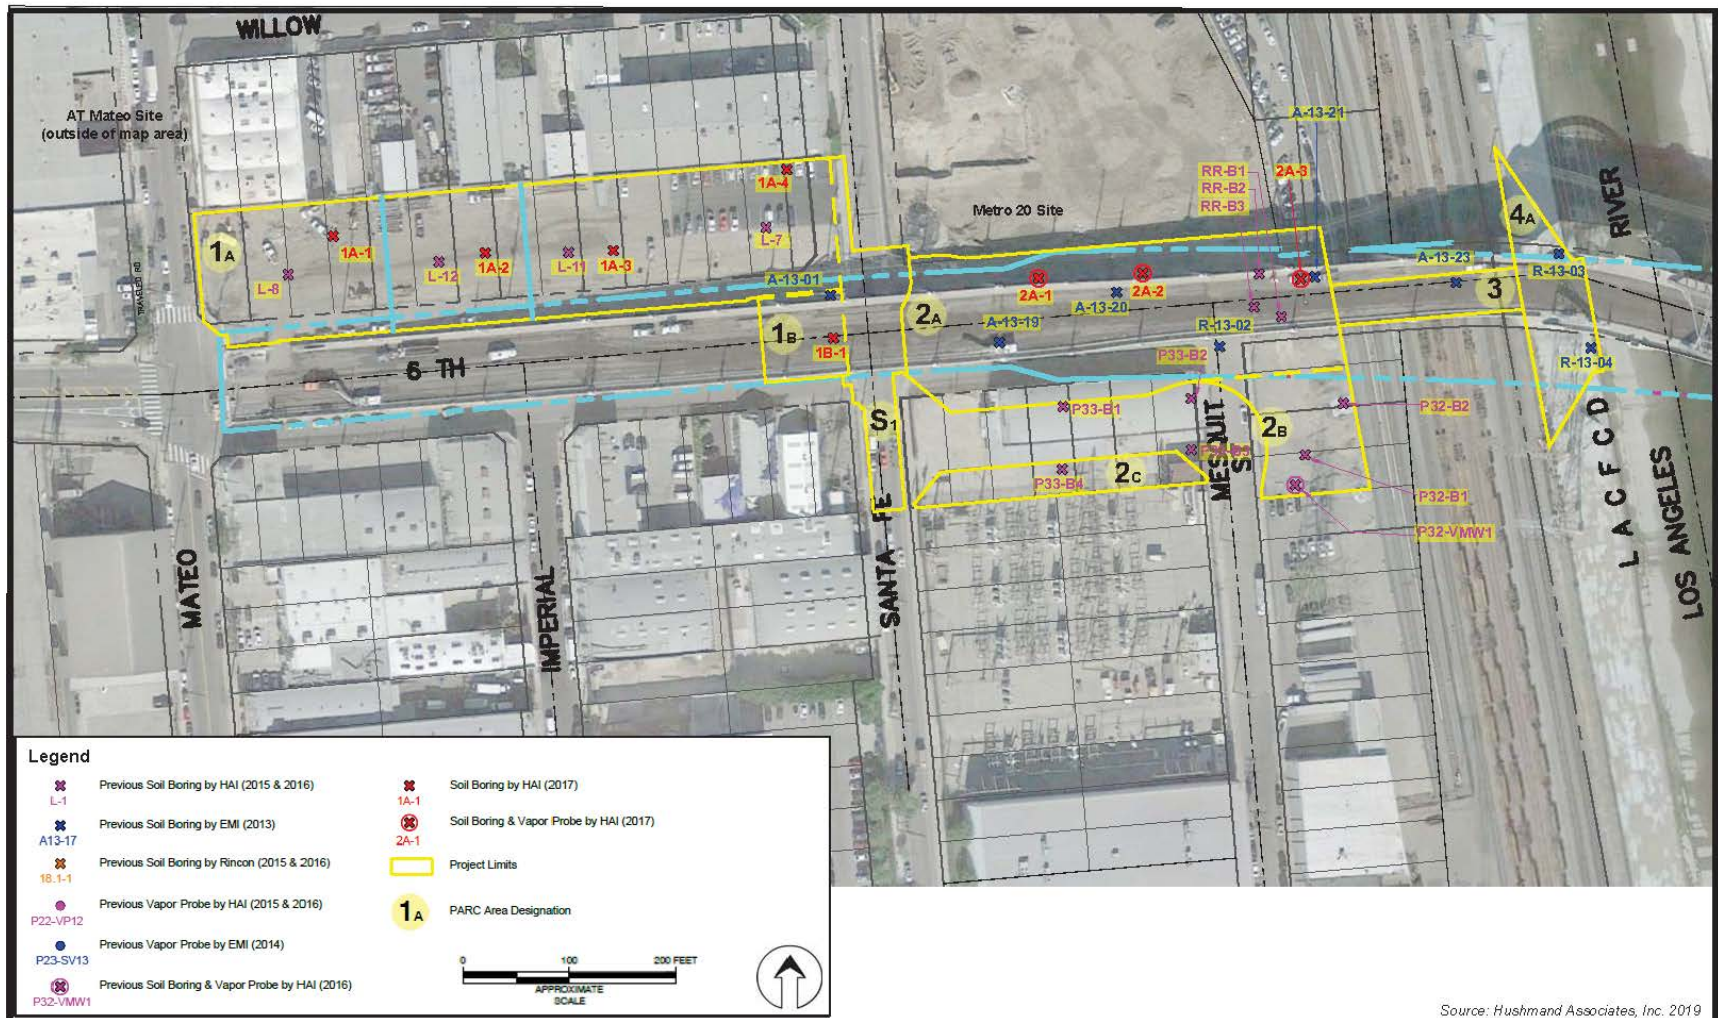 WILLOW
AT Mateo Site
(outside of map area)
A-13-21
RR-B1
RR-B2
RR-B3
2A-3
1A-4
Metro 20 Site
4A
RIVER
1A
1A-1
L-8
L-12
1A-2
L-11
1A-3
L-7
A-13-01
TRAVELED RD.
2A-1
2A-2
A-13-20
A-13-23
R-13-03
3
2A
1B
1B-1
A-13-19
R-13-02
R-13-04
6 TH
P33-B2
P33-B1
S1
MESQUIT
S
2B
P32-B2
P33-B4
2C
P32-B1
P32-VMW1
LACFCD
LOS ANGELES
MATEO
IMPERIAL
SANTA FE
Legend
L-1
Previous Soil Boring by HAI (2015 & 2016)
A13-17
Previous Soil Boring by EMI (2013)
18.1-1
Previous Soil Boring by Rincon (2015 & 2016)
P22-VP12
Previous Vapor Probe by HAI (2015 & 2016)
P23-SV13
Previous Vapor Probe by EMI (2014)
P32-VMW1
Previous Soil Boring & Vapor Probe by HAI (2016)
1A-1
Soil Boring by HAI (2017)
2A-1
Soil Boring & Vapor Probe by HAI (2017)
Project Limits
1A
PARC Area Designation
0 100 200 FEET
APPROXIMATE
SCALE
Source: Hushmand Associates, Inc. 2019